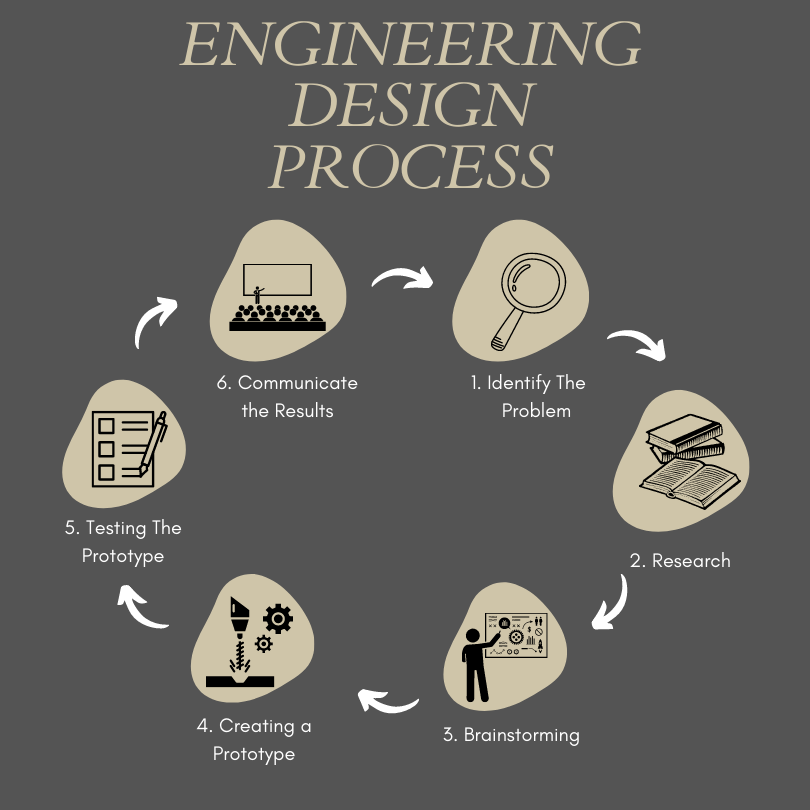 ENGINEERING
DESIGN
PROCESS
1. Identify The
Problem
2. Research
3. Brainstorming
4. Creating a
Prototype
5. Testing The
Prototype
6. Communicate
the Results